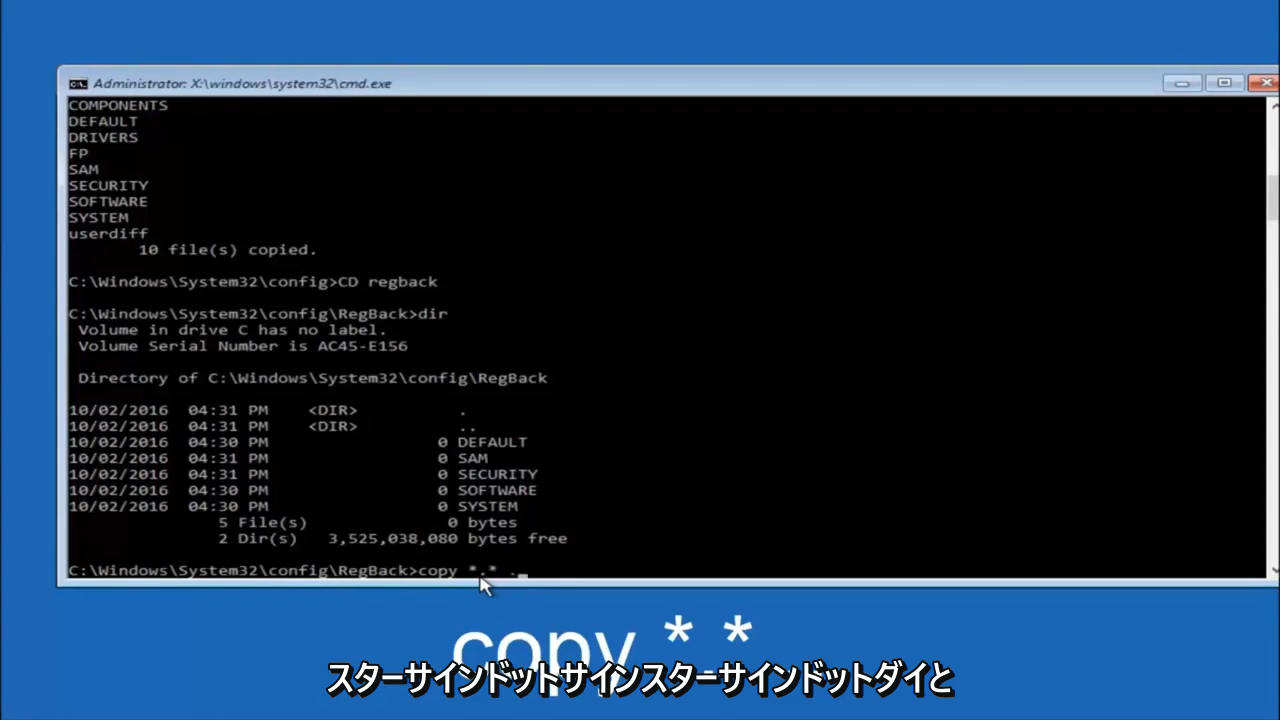 Administrator: X:\windows\system32\cmd.exe
COMPONENTS
DEFAULT
DRIVERS
FP
SAM
SECURITY
SOFTWARE
SYSTEM
userdiff
10 file(s) copied.
C:\Windows\System32\config>CD regback
C:\Windows\System32\config\RegBack>dir
Volume in drive C has no label.
Volume Serial Number is AC45-E156
Directory of C:\Windows\System32\config\RegBack
10/02/2016 04:31 PM <DIR> .
10/02/2016 04:31 PM <DIR> ..
10/02/2016 04:30 PM 0 DEFAULT
10/02/2016 04:31 PM 0 SAM
10/02/2016 04:31 PM 0 SECURITY
10/02/2016 04:30 PM 0 SOFTWARE
10/02/2016 04:30 PM 0 SYSTEM
5 File(s) 0 bytes
2 Dir(s) 3,525,038,080 bytes free
C:\Windows\System32\config\RegBack>copy *.* ._
copy *.*
スターサインドットサインスターサインドットダイと